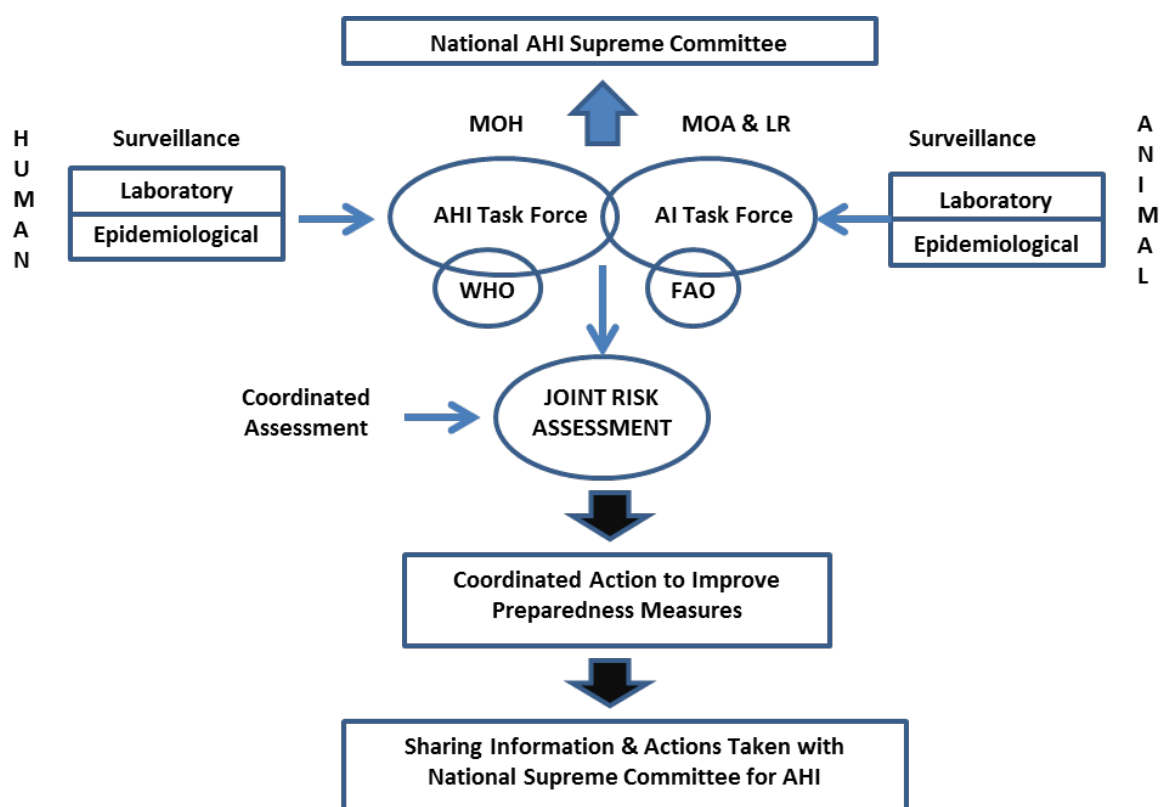 National AHI Supreme Committee
HUMAN
Surveillance
Laboratory
Epidemiological
MOH
MOA & LR
AHI Task Force
AI Task Force
WHO
FAO
Surveillance
Laboratory
Epidemiological
ANIMAL
Coordinated
Assessment
JOINT RISK
ASSESSMENT
Coordinated Action to Improve
Preparedness Measures
Sharing Information & Actions Taken with
National Supreme Committee for AHI